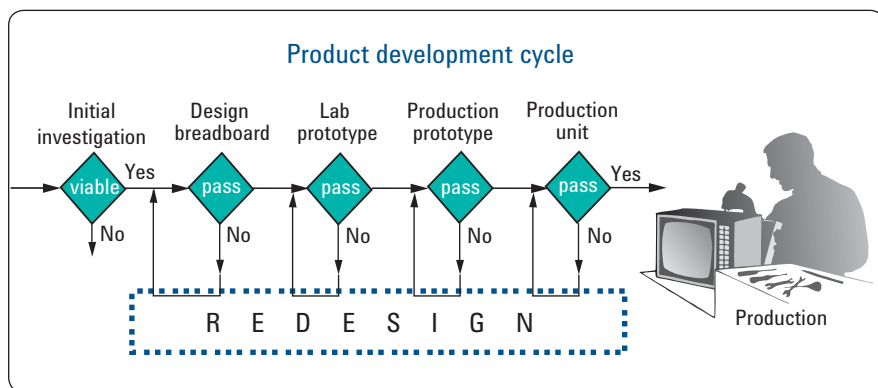 Product development cycle
Initial
investigation
Design
breadboard
Lab
prototype
Production
prototype
Production
unit
viable
Yes
pass
pass
pass
pass
Yes
No
No
No
No
No
R E D E S I G N
Production